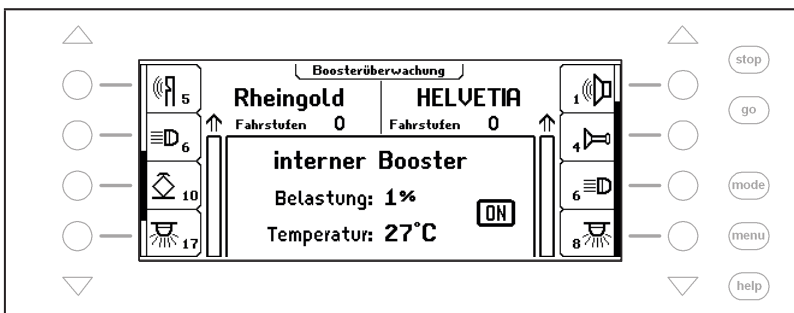 Boosterüberwachung
Rheingold HELVETIA
Fahrstufen 0 Fahrstufen 0
interner Booster
Belastung: 1%
Temperatur: 27°C
ON
5
6
10
17
1
4
6
8
stop
go
mode
menu
help